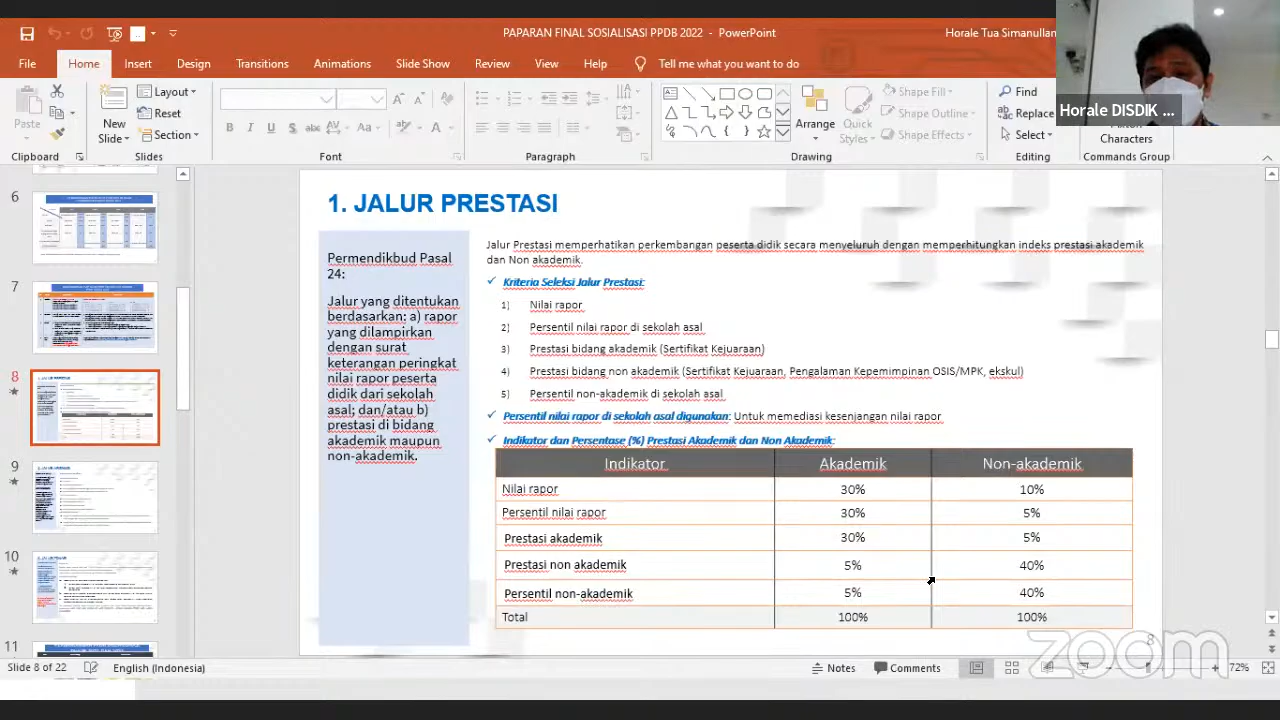 PAPARAN FINAL SOSIALISASI PPDB 2022 - PowerPoint
Horale Tua Simanullan
File Home Insert Design Transitions Animations Slide Show Review View Help Tell me what you want to do
Paste
Clipboard
New Slide
Layout
Reset
Section
Slides
B I U S abc AV Aa A
Font
Paragraph
Arrange
Quick Styles
Shape Fill
Shape Outline
Shape Effects
Drawing
Find
Replace
Select
Editing
Characters
Commands Group
Horale DISDIK ...
6
7
8
9
10
11
1. JALUR PRESTASI
Permendikbud Pasal
24:
Jalur yang ditentukan
berdasarkan: a) rapor
yang dilampirkan
dengan surat
keterangan peringkat
nilai rapor peserta
didik dari sekolah
asal; dan/atau b)
prestasi di bidang
akademik maupun
non-akademik.
Jalur Prestasi memperhatikan perkembangan peserta didik secara menyeluruh dengan memperhitungkan indeks prestasi akademik
dan Non akademik.
✓ Kriteria Seleksi Jalur Prestasi:
1) Nilai rapor
2) Persentil nilai rapor di sekolah asal
3) Prestasi bidang akademik (Sertifikat Kejuaraan)
4) Prestasi bidang non akademik (Sertifikat Kejuaraan, Pengalaman Kepemimpinan OSIS/MPK, ekskul)
5) Persentil non-akademik di sekolah asal
Persentil nilai rapor di sekolah asal digunakan: Untuk memediasi kesenjangan nilai rapor
✓ Indikator dan Persentase (%) Prestasi Akademik dan Non Akademik:
Indikator Akademik Non-akademik
Nilai rapor 30% 10%
Persentil nilai rapor 30% 5%
Prestasi akademik 30% 5%
Prestasi non akademik 5% 40%
Persentil non-akademik 5% 40%
Total 100% 100%
8
zoom
Slide 8 of 22 English (Indonesia) Notes Comments 72%